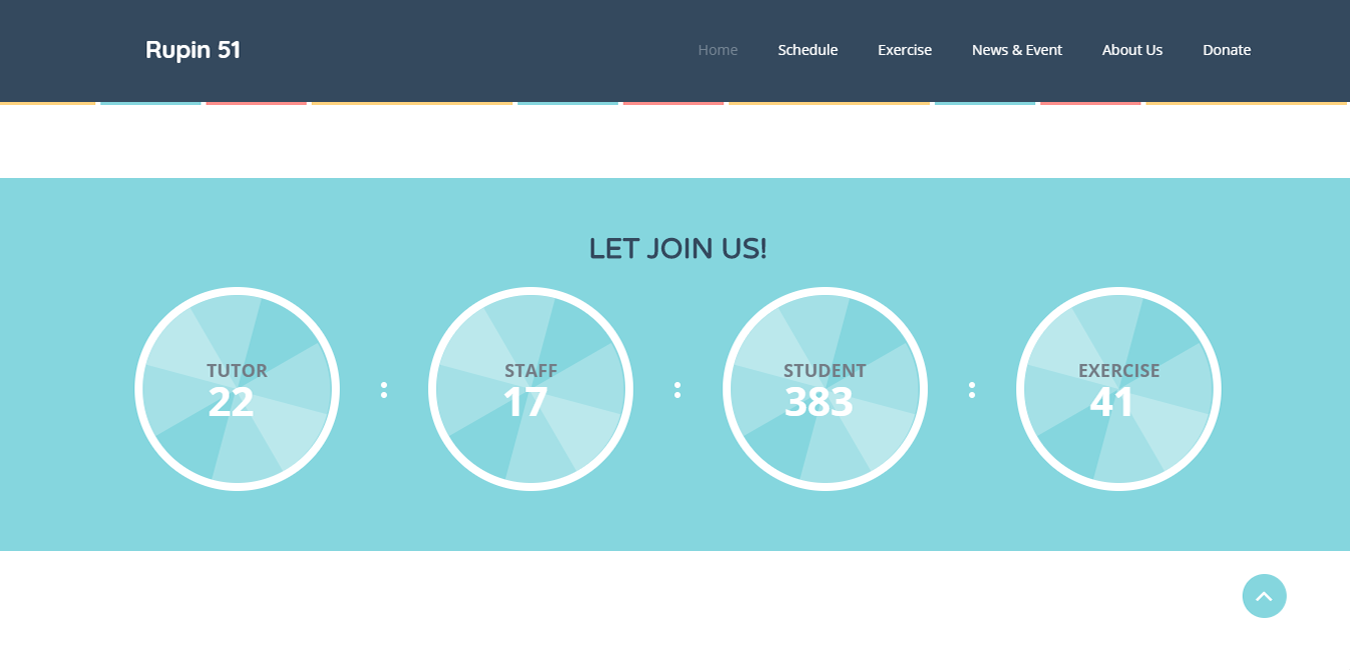 Rupin 51
Home Schedule Exercise News & Event About Us Donate
LET JOIN US!
TUTOR
22
:
STAFF
17
:
STUDENT
383
:
EXERCISE
41